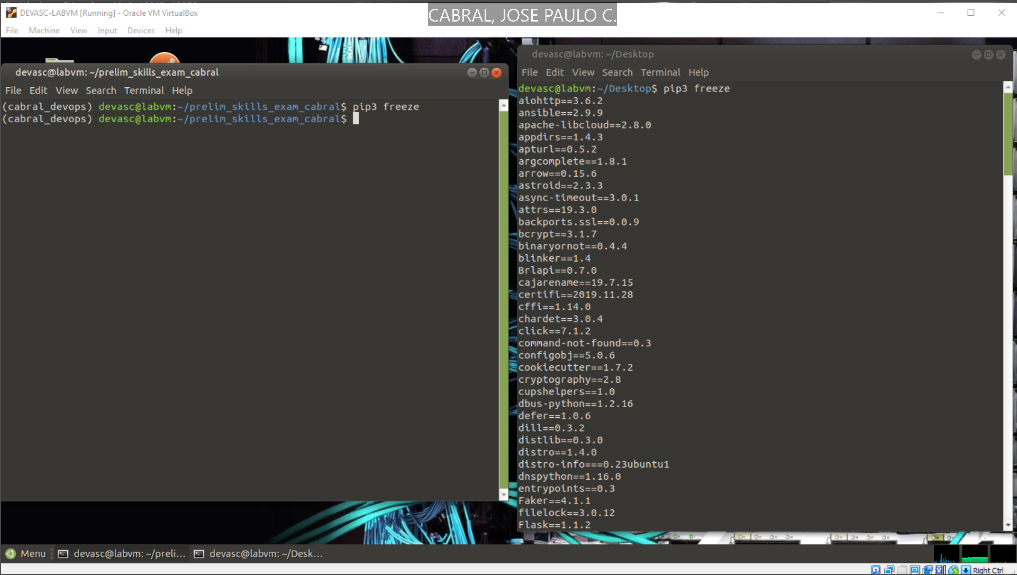 DEVASC-LABVM [Running] - Oracle VM VirtualBox
CABRAL, JOSE PAULO C.
File Machine View Input Devices Help
devasc@labvm: ~/prelim_skills_exam_cabral
File Edit View Search Terminal Help
(cabral_devops) devasc@labvm:~/prelim_skills_exam_cabral$ pip3 freeze
(cabral_devops) devasc@labvm:~/prelim_skills_exam_cabral$
devasc@labvm: ~/Desktop
File Edit View Search Terminal Help
devasc@labvm:~/Desktop$ pip3 freeze
aiohttp==3.6.2
ansible==2.9.9
apache-libcloud==2.8.0
appdirs==1.4.3
apturl==0.5.2
argcomplete==1.8.1
arrow==0.15.6
astroid==2.3.3
async-timeout==3.0.1
attrs==19.3.0
backports.ssl==0.0.9
bcrypt==3.1.7
binaryornot==0.4.4
blinker==1.4
Brlapi==0.7.0
cajarename==19.7.15
certifi==2019.11.28
cffi==1.14.0
chardet==3.0.4
click==7.1.2
command-not-found==0.3
configobj==5.0.6
cookiecutter==1.7.2
cryptography==2.8
cupshelpers==1.0
dbus-python==1.2.16
defer==1.0.6
dill==0.3.2
distlib==0.3.0
distro==1.4.0
distro-info===0.23ubuntu1
dnspython==1.16.0
entrypoints==0.3
Faker==4.1.1
filelock==3.0.12
Flask==1.1.2
Menu devasc@labvm: ~/preli... devasc@labvm: ~/Desk...
Right Ctrl